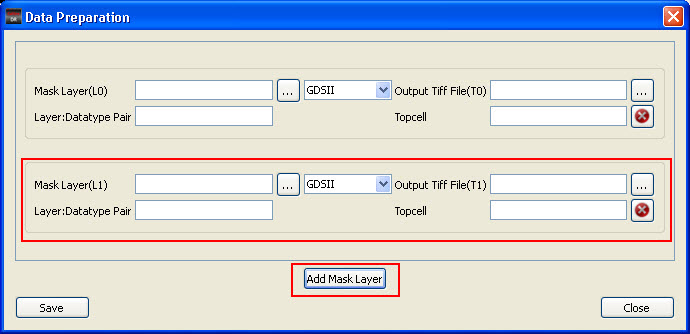 Data Preparation
Mask Layer(L0) ... GDSII Output Tiff File(T0) ...
Layer:Datatype Pair Topcell
Mask Layer(L1) ... GDSII Output Tiff File(T1) ...
Layer:Datatype Pair Topcell
Add Mask Layer
Save Close